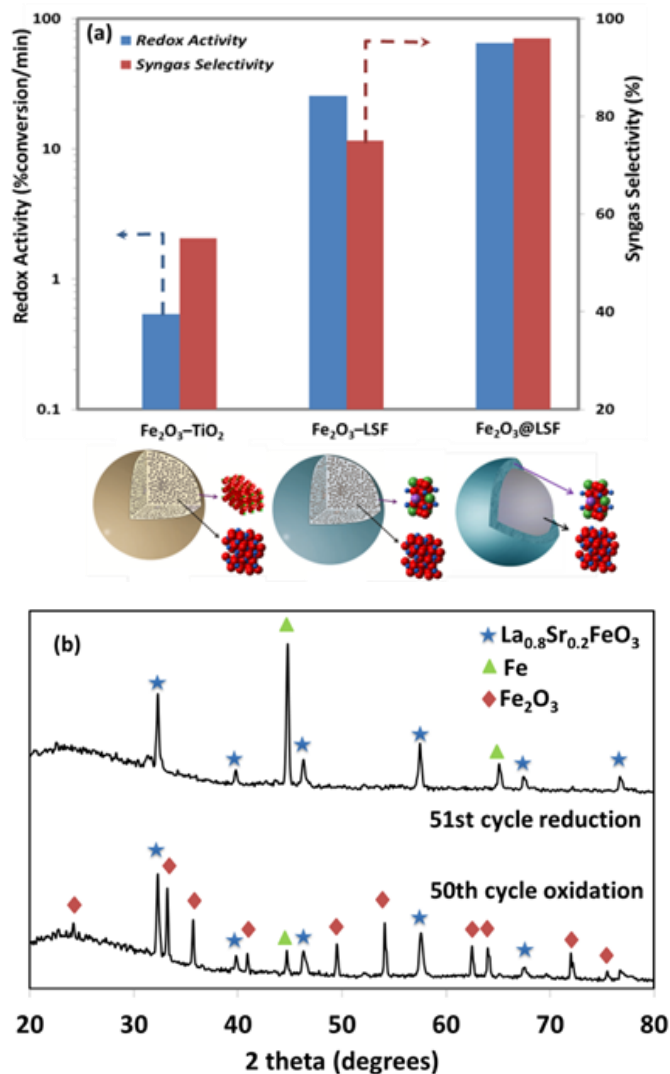 (a)
Redox Activity
Syngas Selectivity
Redox Activity (%conversion/min)
100
10
1
0.1
Syngas Selectivity (%)
100
80
60
40
20
Fe₂O₃–TiO₂
Fe₂O₃–LSF
Fe₂O₃@LSF
(b)
La₀.₈Sr₀.₂FeO₃
Fe
Fe₂O₃
51st cycle reduction
50th cycle oxidation
20
30
40
50
60
70
80
2 theta (degrees)